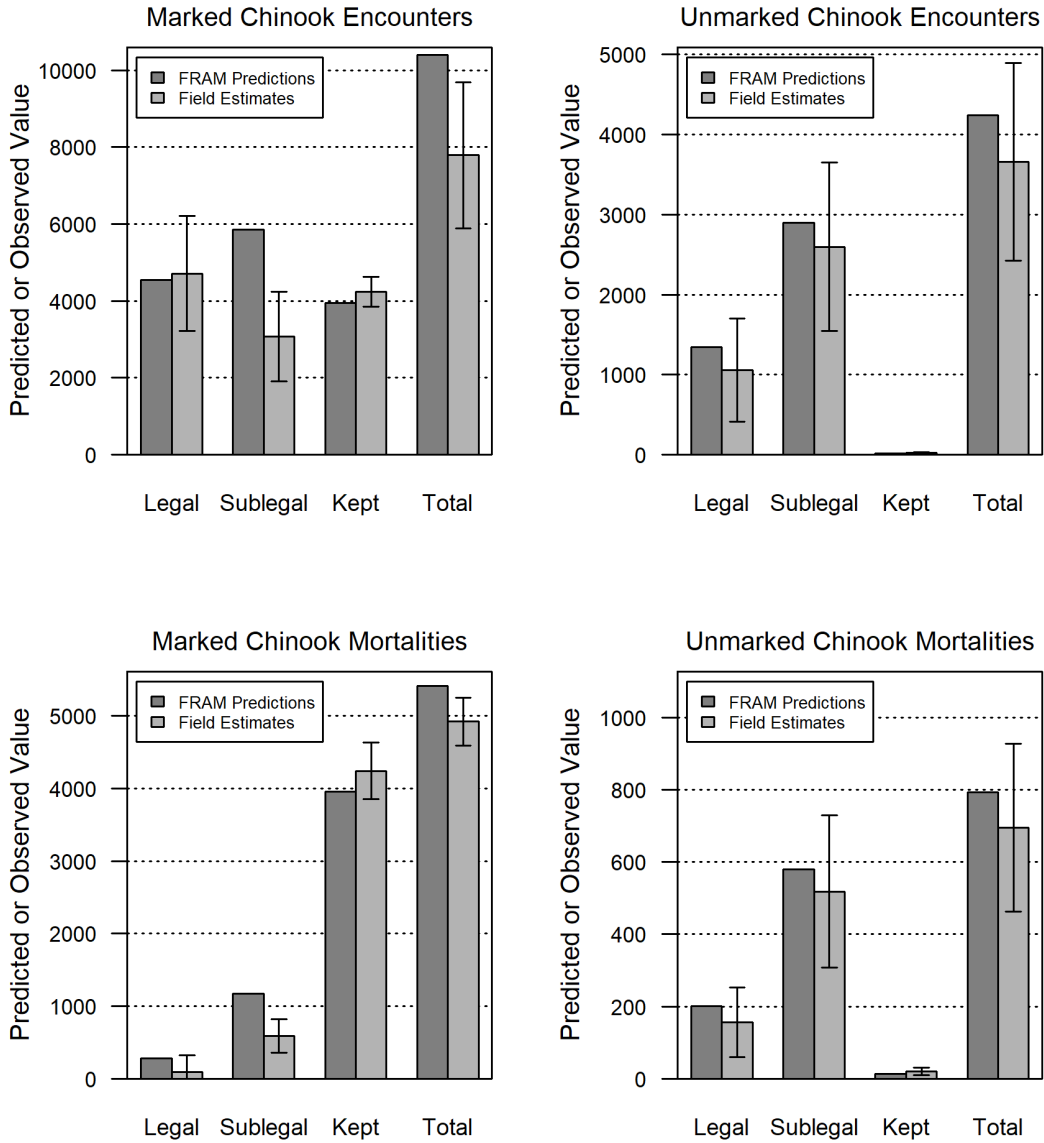 Marked Chinook Encounters
Predicted or Observed Value
10000
8000
6000
4000
2000
0
FRAM Predictions
Field Estimates
Legal Sublegal Kept Total
Unmarked Chinook Encounters
Predicted or Observed Value
5000
4000
3000
2000
1000
0
FRAM Predictions
Field Estimates
Legal Sublegal Kept Total
Marked Chinook Mortalities
Predicted or Observed Value
5000
4000
3000
2000
1000
0
FRAM Predictions
Field Estimates
Legal Sublegal Kept Total
Unmarked Chinook Mortalities
Predicted or Observed Value
1000
800
600
400
200
0
FRAM Predictions
Field Estimates
Legal Sublegal Kept Total